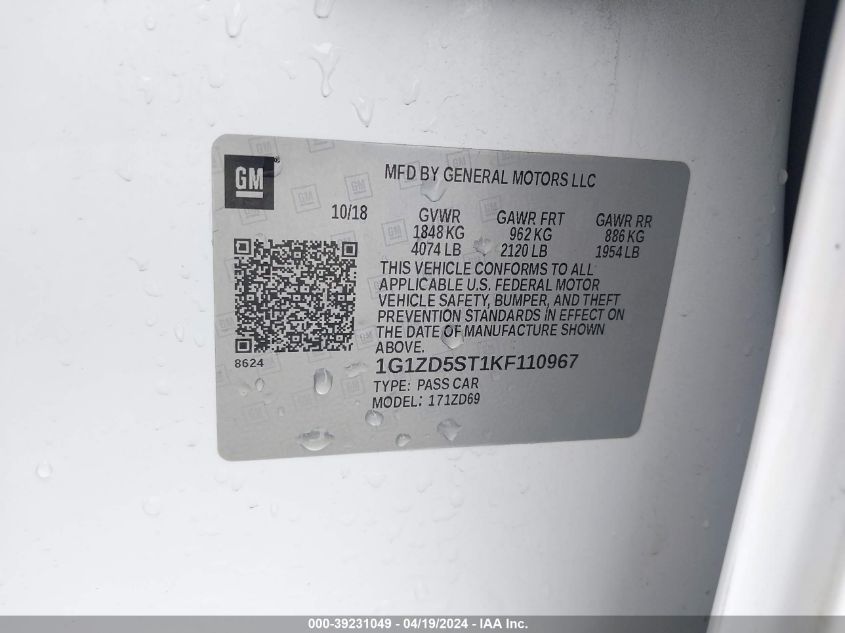 GM
MFD BY GENERAL MOTORS LLC
10/18 GVWR GAWR FRT GAWR RR
1848 KG 962 KG 886 KG
4074 LB 2120 LB 1954 LB
THIS VEHICLE CONFORMS TO ALL
APPLICABLE U.S. FEDERAL MOTOR
VEHICLE SAFETY, BUMPER, AND THEFT
PREVENTION STANDARDS IN EFFECT ON
THE DATE OF MANUFACTURE SHOWN
ABOVE.
8624
1G1ZD5ST1KF110967
TYPE: PASS CAR
MODEL: 171ZD69
000-39231049 - 04/19/2024 - IAA Inc.